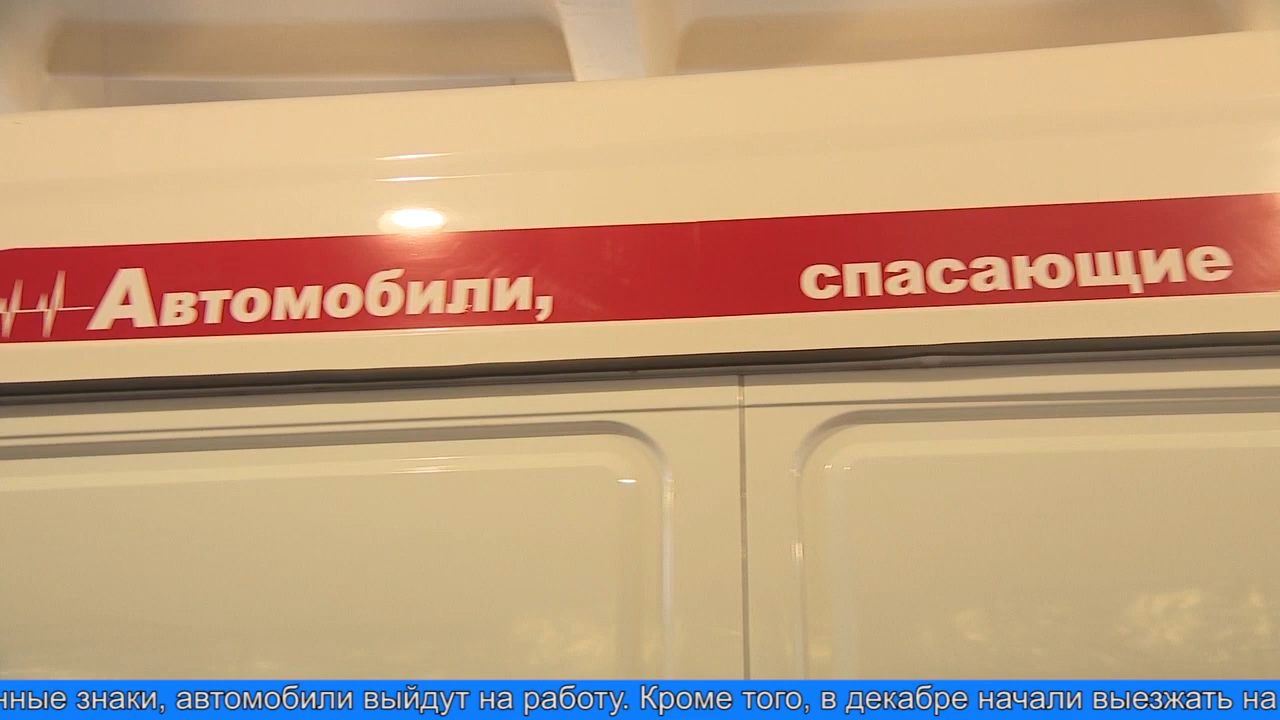 Автомобили, спасающие
нные знаки, автомобили выйдут на работу. Кроме того, в декабре начали выезжать на